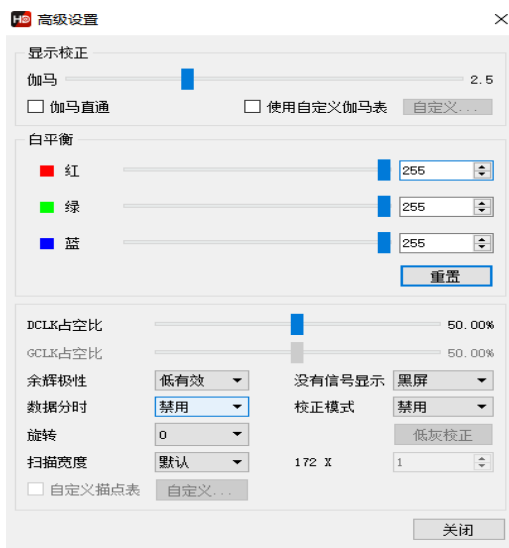 HD 高级设置
显示校正
伽马 2.5
伽马直通 使用自定义伽马表 自定义...
白平衡
红 255
绿 255
蓝 255
重置
DCLK占空比 50.00%
GCLK占空比 50.00%
余辉极性 低有效 没有信号显示 黑屏
数据分时 禁用 校正模式 禁用
旋转 0 低灰校正
扫描宽度 默认 172 X 1
自定义描点表 自定义...
关闭